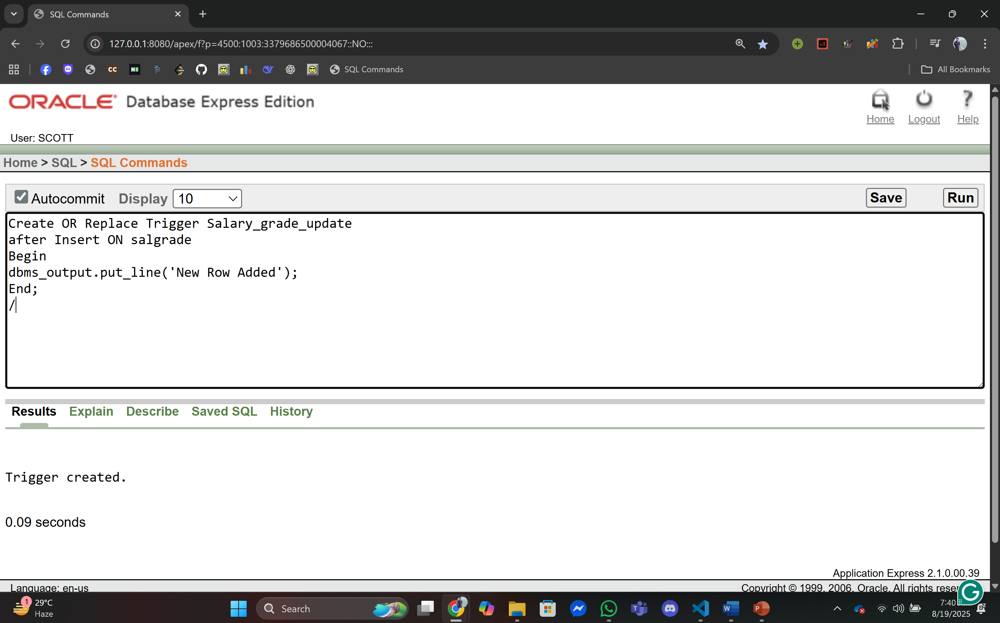 SQL Commands
127.0.0.1:8080/apex/f?p=4500:1003:3379686500004067::NO:::
CC
SQL Commands
All Bookmarks
ORACLE Database Express Edition
Home
Logout
Help
User: SCOTT
Home > SQL > SQL Commands
Autocommit
Display
10
Save
Run
Create OR Replace Trigger Salary_grade_update
after Insert ON salgrade
Begin
dbms_output.put_line('New Row Added');
End;
/
Results Explain Describe Saved SQL History
Trigger created.
0.09 seconds
Application Express 2.1.0.00.39
Language: en-us
Copyright © 1999, 2006, Oracle. All rights
1
29°C
Haze
Search
7:40
8/19/2025